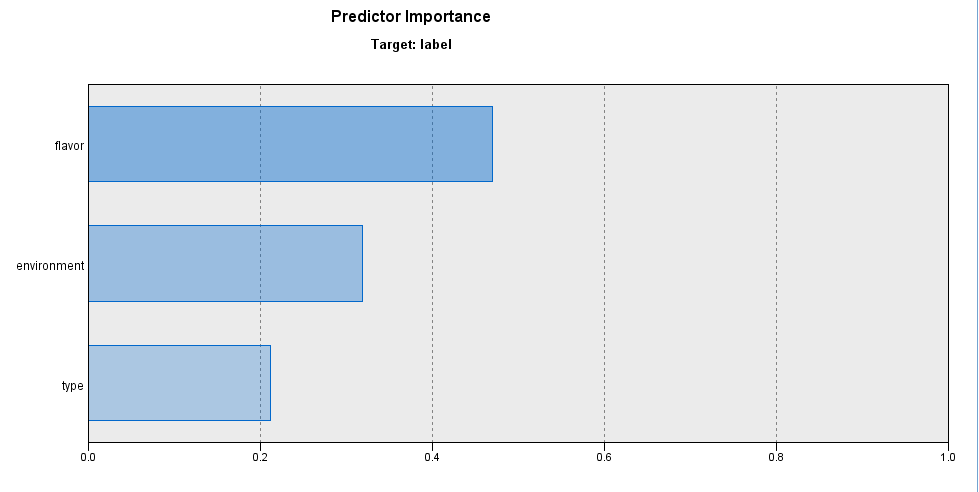 Predictor Importance
Target: label
flavor
environment
type
0.0 0.2 0.4 0.6 0.8 1.0